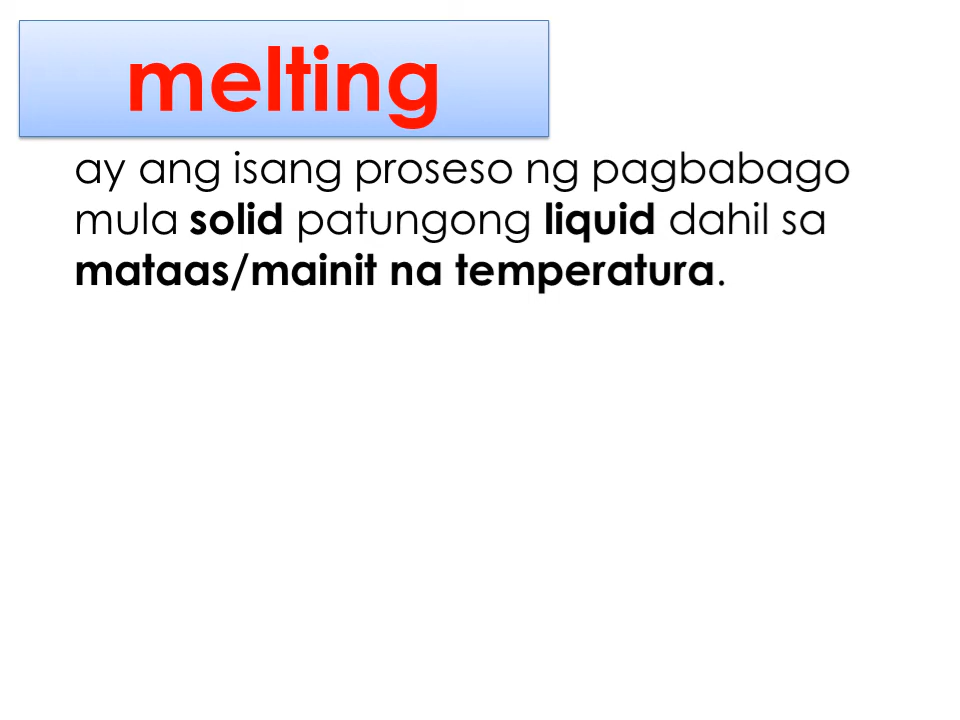 melting
ay ang isang proseso ng pagbabago
mula solid patungong liquid dahil sa
mataas/mainit na temperatura.